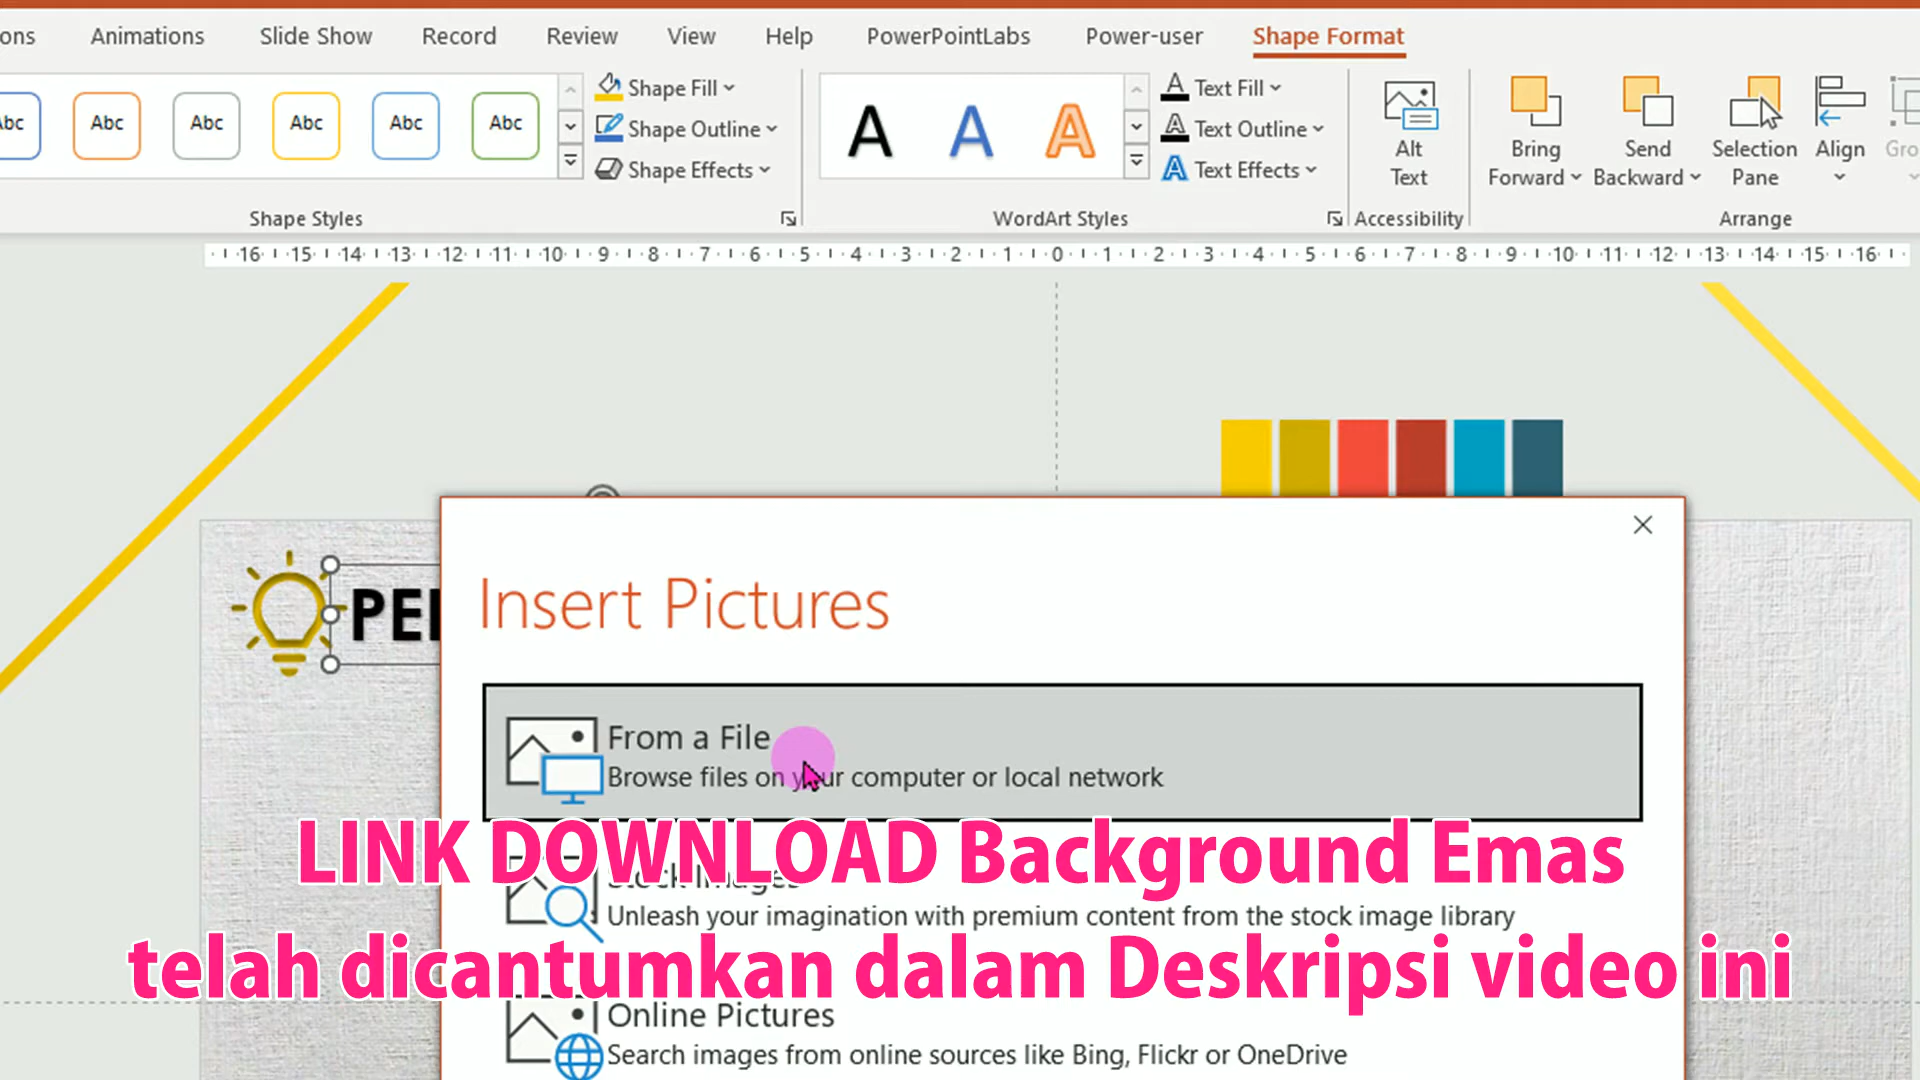 ons Animations Slide Show Record Review View Help PowerPointLabs Power-user Shape Format
Abc Abc Abc Abc Abc Abc
Shape Fill
Shape Outline
Shape Effects
Shape Styles
A A A
Text Fill
Text Outline
Text Effects
WordArt Styles
Alt
Text
Accessibility
Bring
Forward
Send
Backward
Selection
Pane
Align
Gro
Arrange
16 15 14 13 12 11 10 9 8 7 6 5 4 3 2 1 0 1 2 3 4 5 6 7 8 9 10 11 12 13 14 15 16
PE
Insert Pictures
From a File
Browse files on your computer or local network
LINK DOWNLOAD Background Emas
Stock Images
Unleash your imagination with premium content from the stock image library
telah dicantumkan dalam Deskripsi video ini
Online Pictures
Search images from online sources like Bing, Flickr or OneDrive